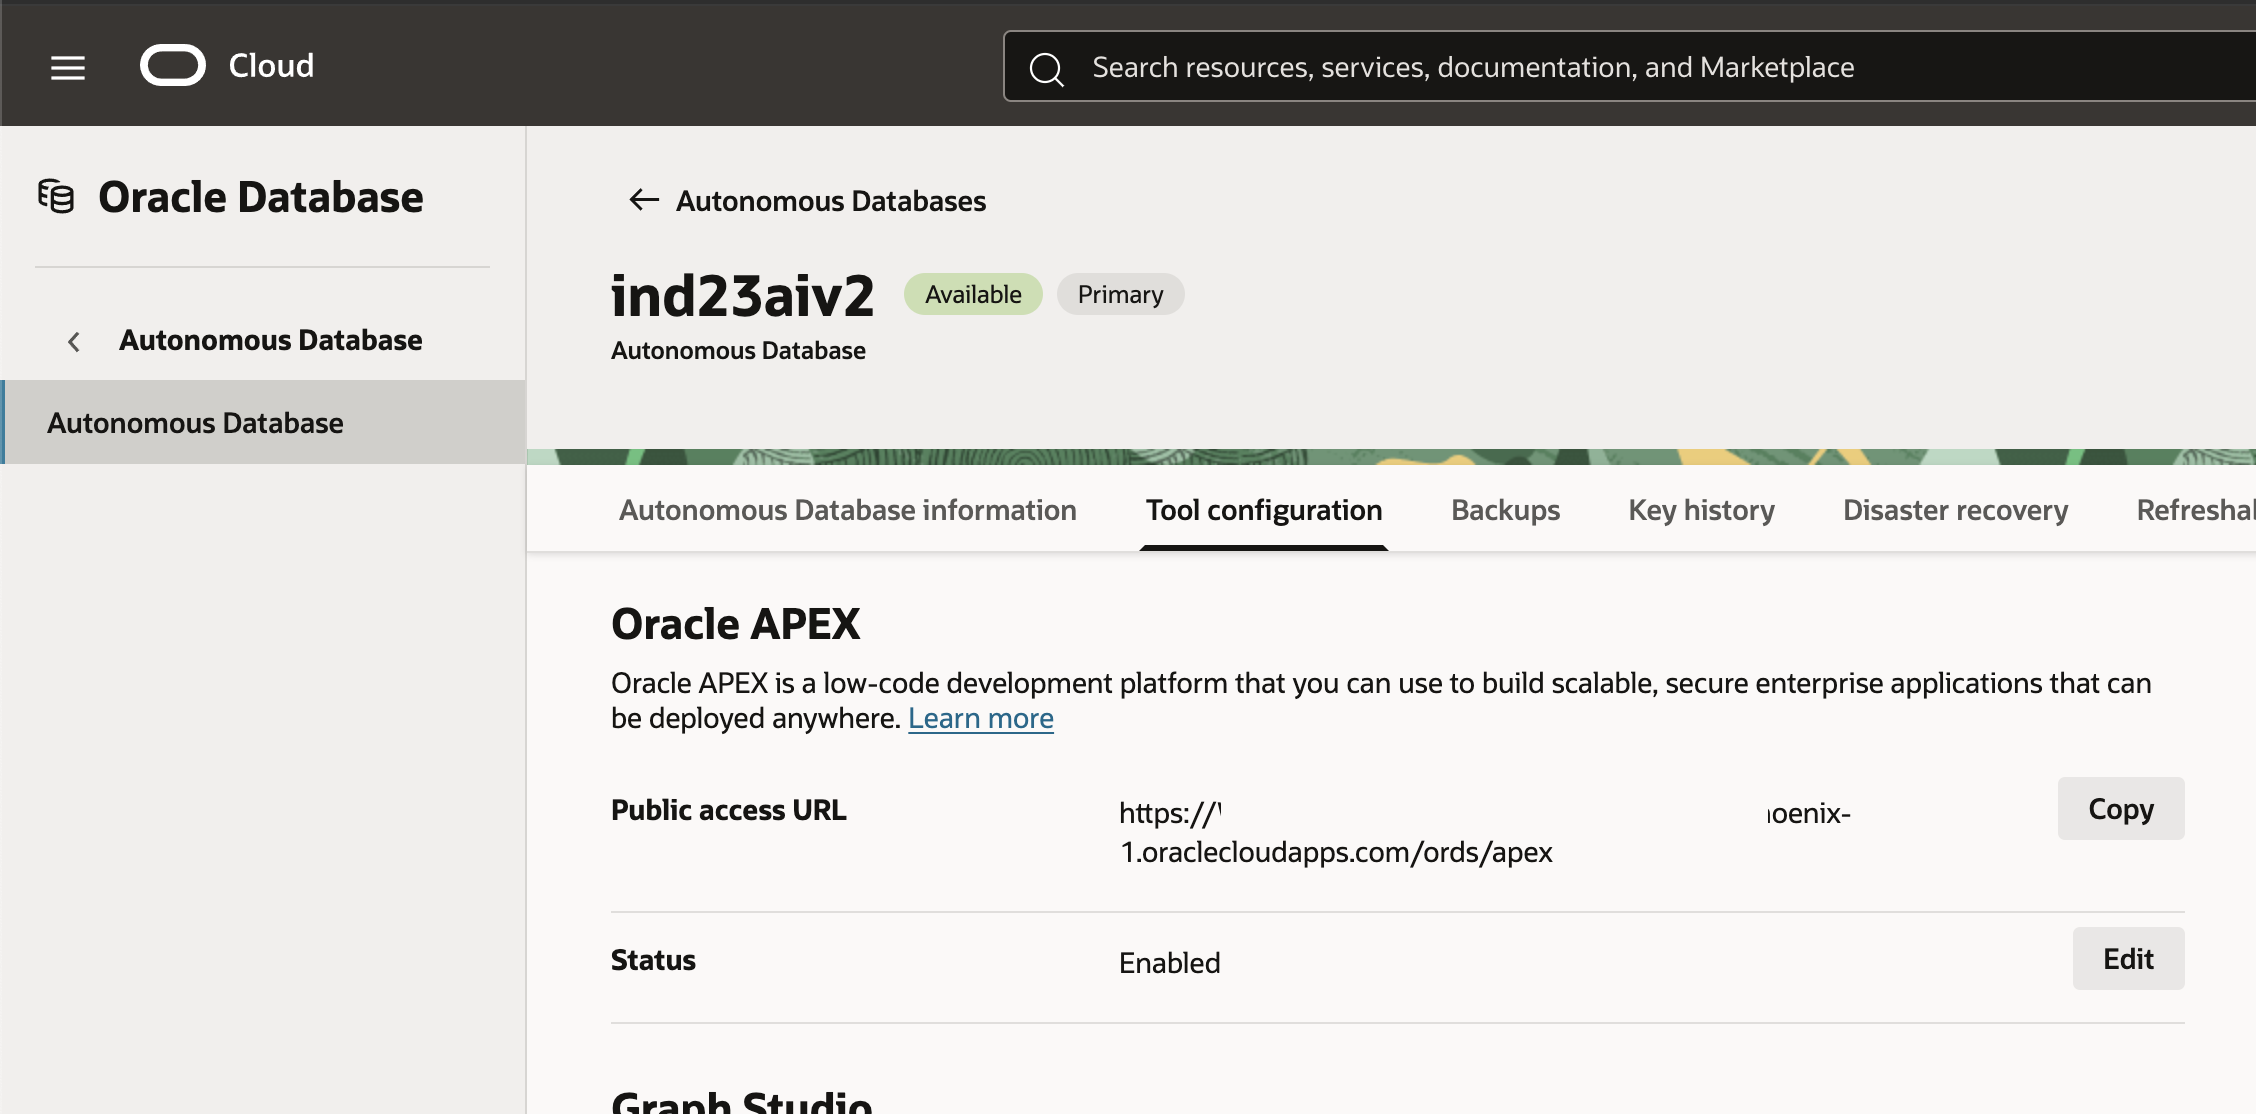 Cloud
Search resources, services, documentation, and Marketplace
Oracle Database
Autonomous Database
Autonomous Database
Autonomous Databases
ind23aiv2
Available
Primary
Autonomous Database
Autonomous Database information
Tool configuration
Backups
Key history
Disaster recovery
Refreshal
Oracle APEX
Oracle APEX is a low-code development platform that you can use to build scalable, secure enterprise applications that can
be deployed anywhere. Learn more
Public access URL
https:// oenix-
1.oraclecloudapps.com/ords/apex
Copy
Status
Enabled
Edit
Graph Studio